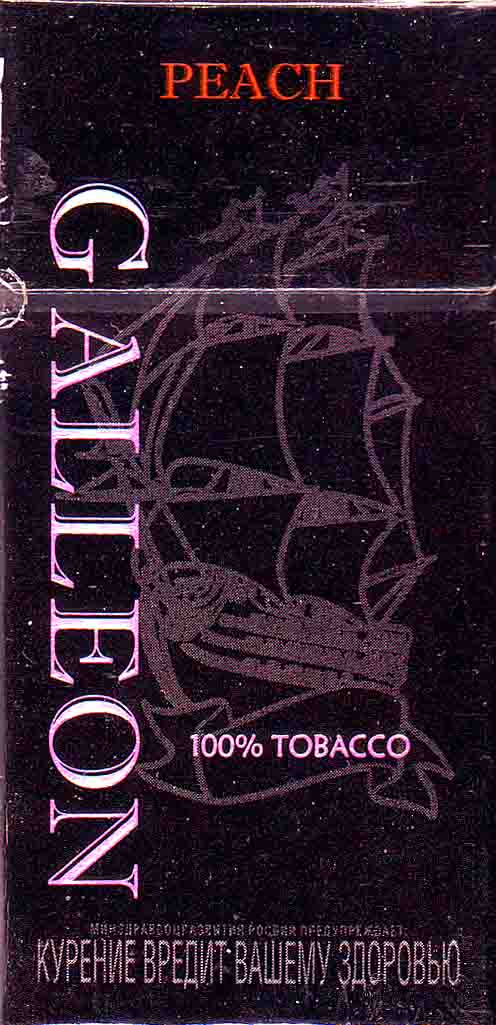 PEACH
GALLEON
100% TOBACCO
МИНЗДРАВСОЦРАЗВИТИЯ РОССИИ ПРЕДУПРЕЖДАЕТ:
КУРЕНИЕ ВРЕДИТ ВАШЕМУ ЗДОРОВЬЮ